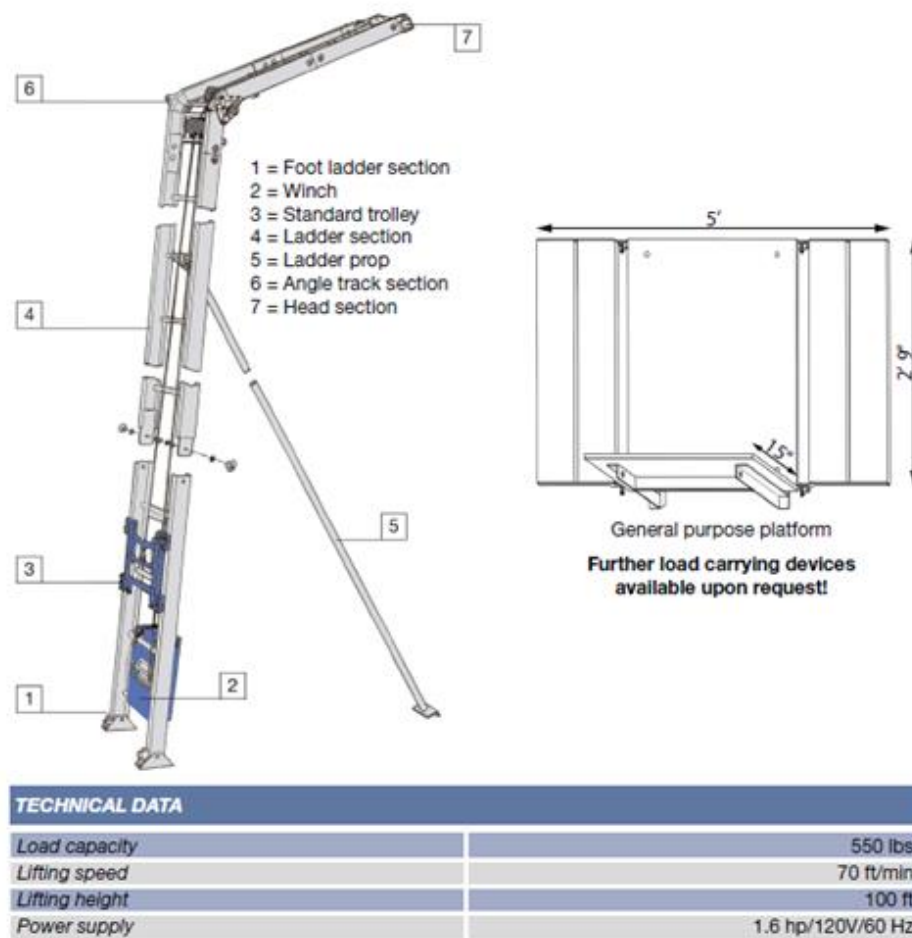 7
6
1 = Foot ladder section
2 = Winch
3 = Standard trolley
4 = Ladder section
5 = Ladder prop
6 = Angle track section
7 = Head section
4
5
3
2
1
5'
2' 9"
15"
General purpose platform
Further load carrying devices
available upon request!
TECHNICAL DATA
Load capacity 550 lbs
Lifting speed 70 ft/min
Lifting height 100 ft
Power supply 1.6 hp/120V/60 Hz